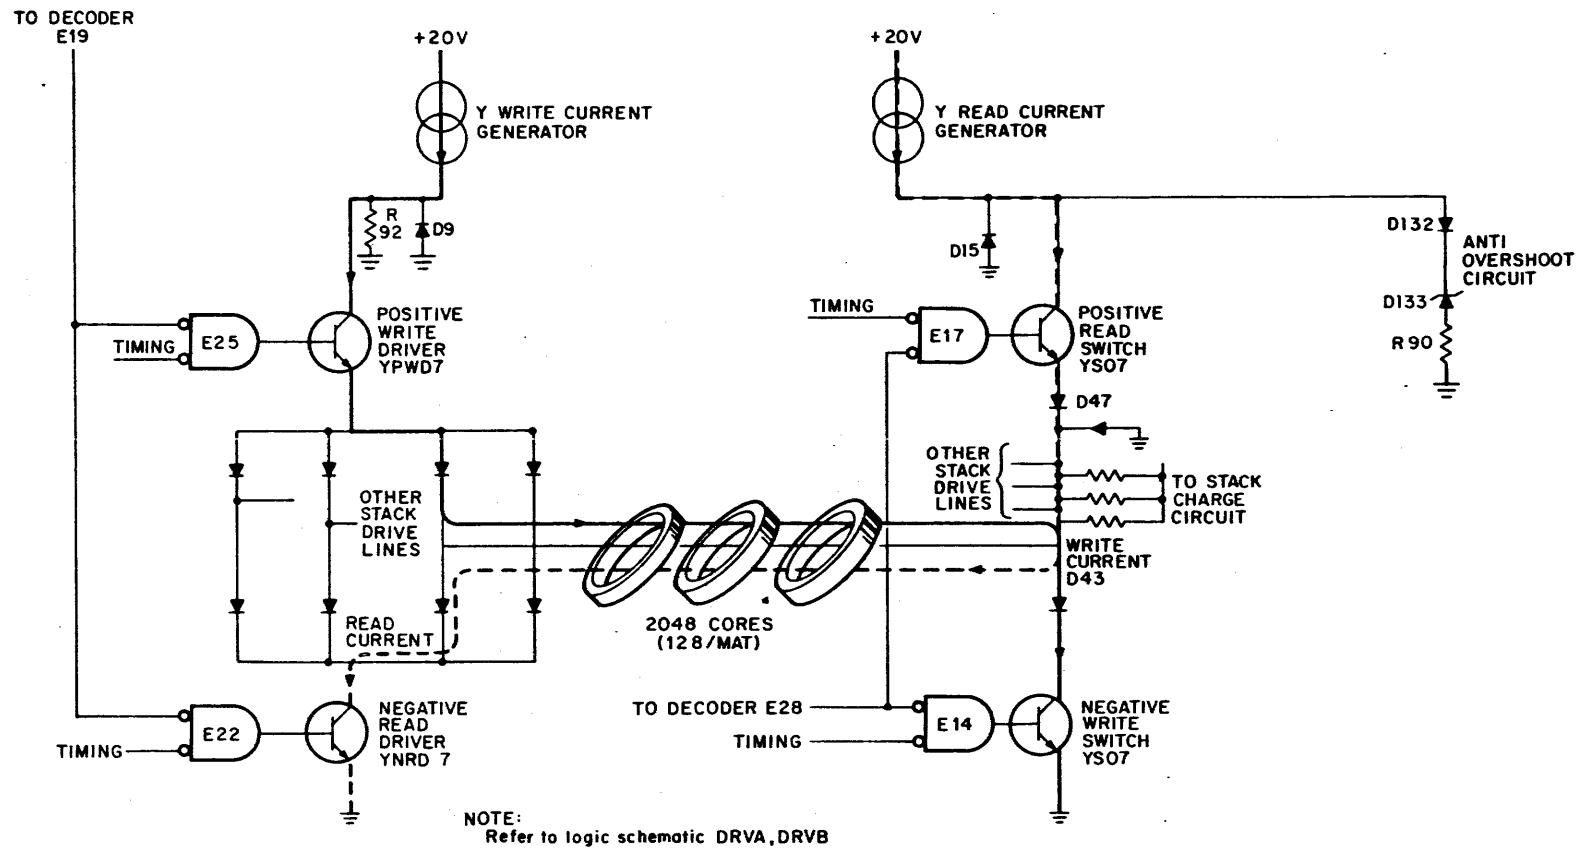 TO DECODER
E19
+20V
Y WRITE CURRENT
GENERATOR
+20V
Y READ CURRENT
GENERATOR
R
92
D9
D15
D132
ANTI
OVERSHOOT
CIRCUIT
D133
R90
E25
TIMING
POSITIVE
WRITE
DRIVER
YPWD7
TIMING
E17
POSITIVE
READ
SWITCH
YS07
D47
OTHER
STACK
DRIVE
LINES
OTHER
STACK
DRIVE
LINES
TO STACK
CHARGE
CIRCUIT
WRITE
CURRENT
D43
READ
CURRENT
2048 CORES
(128/MAT)
E22
TIMING
NEGATIVE
READ
DRIVER
YNRD 7
TO DECODER E28
TIMING
E14
NEGATIVE
WRITE
SWITCH
YS07
NOTE:
Refer to logic schematic DRVA, DRVB